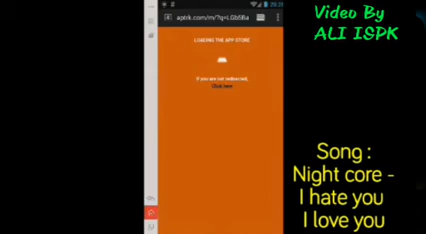 Video By
ALI ISPK
aptrk.com/m/?q=LGb5Ba
LOADING THE APP STORE
If you are not redirected,
Click here
Song :
Night core -
I hate you
I love you